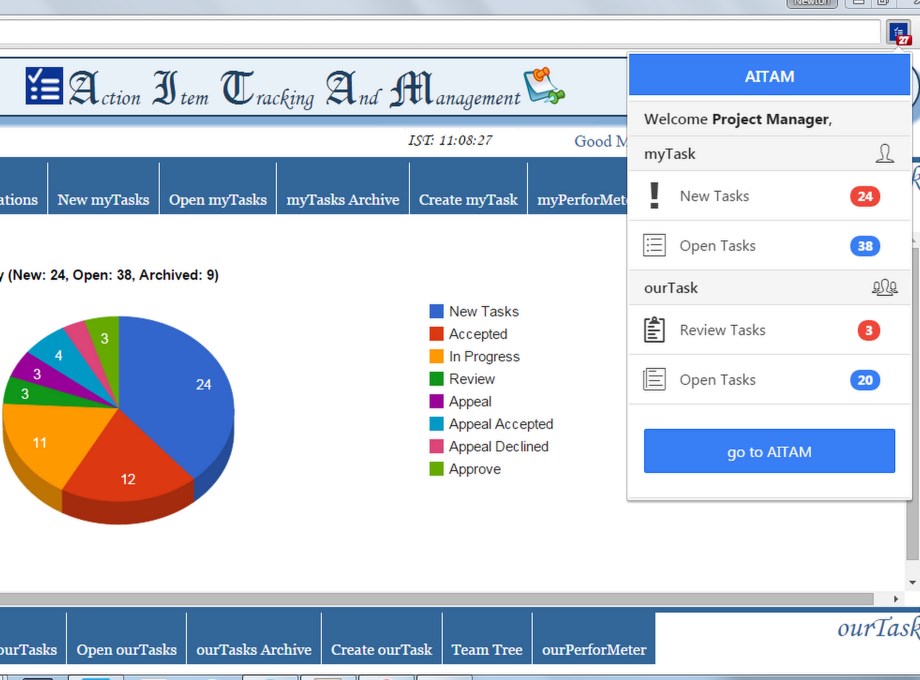 Newton
27
Action Item Tracking And Management
AITAM
Welcome Project Manager,
IST: 11:08:27
Good M
myTask
ations
New myTasks
Open myTasks
myTasks Archive
Create myTask
myPerforMete
New Tasks
24
Open Tasks
38
ourTask
Review Tasks
3
Open Tasks
20
go to AITAM
y (New: 24, Open: 38, Archived: 9)
24
12
11
3
3
4
3
New Tasks
Accepted
In Progress
Review
Appeal
Appeal Accepted
Appeal Declined
Approve
ourTask
ourTasks
Open ourTasks
ourTasks Archive
Create ourTask
Team Tree
ourPerforMeter